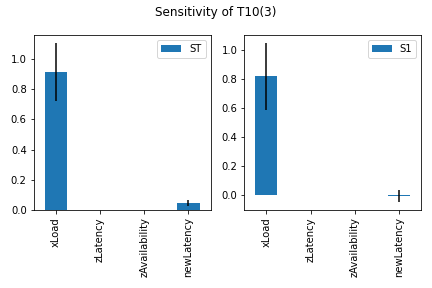 Sensitivity of T10(3)
ST
1.0
0.8
0.6
0.4
0.2
0.0
xLoad
zLatency
zAvailability
newLatency
S1
1.0
0.8
0.6
0.4
0.2
0.0
xLoad
zLatency
zAvailability
newLatency